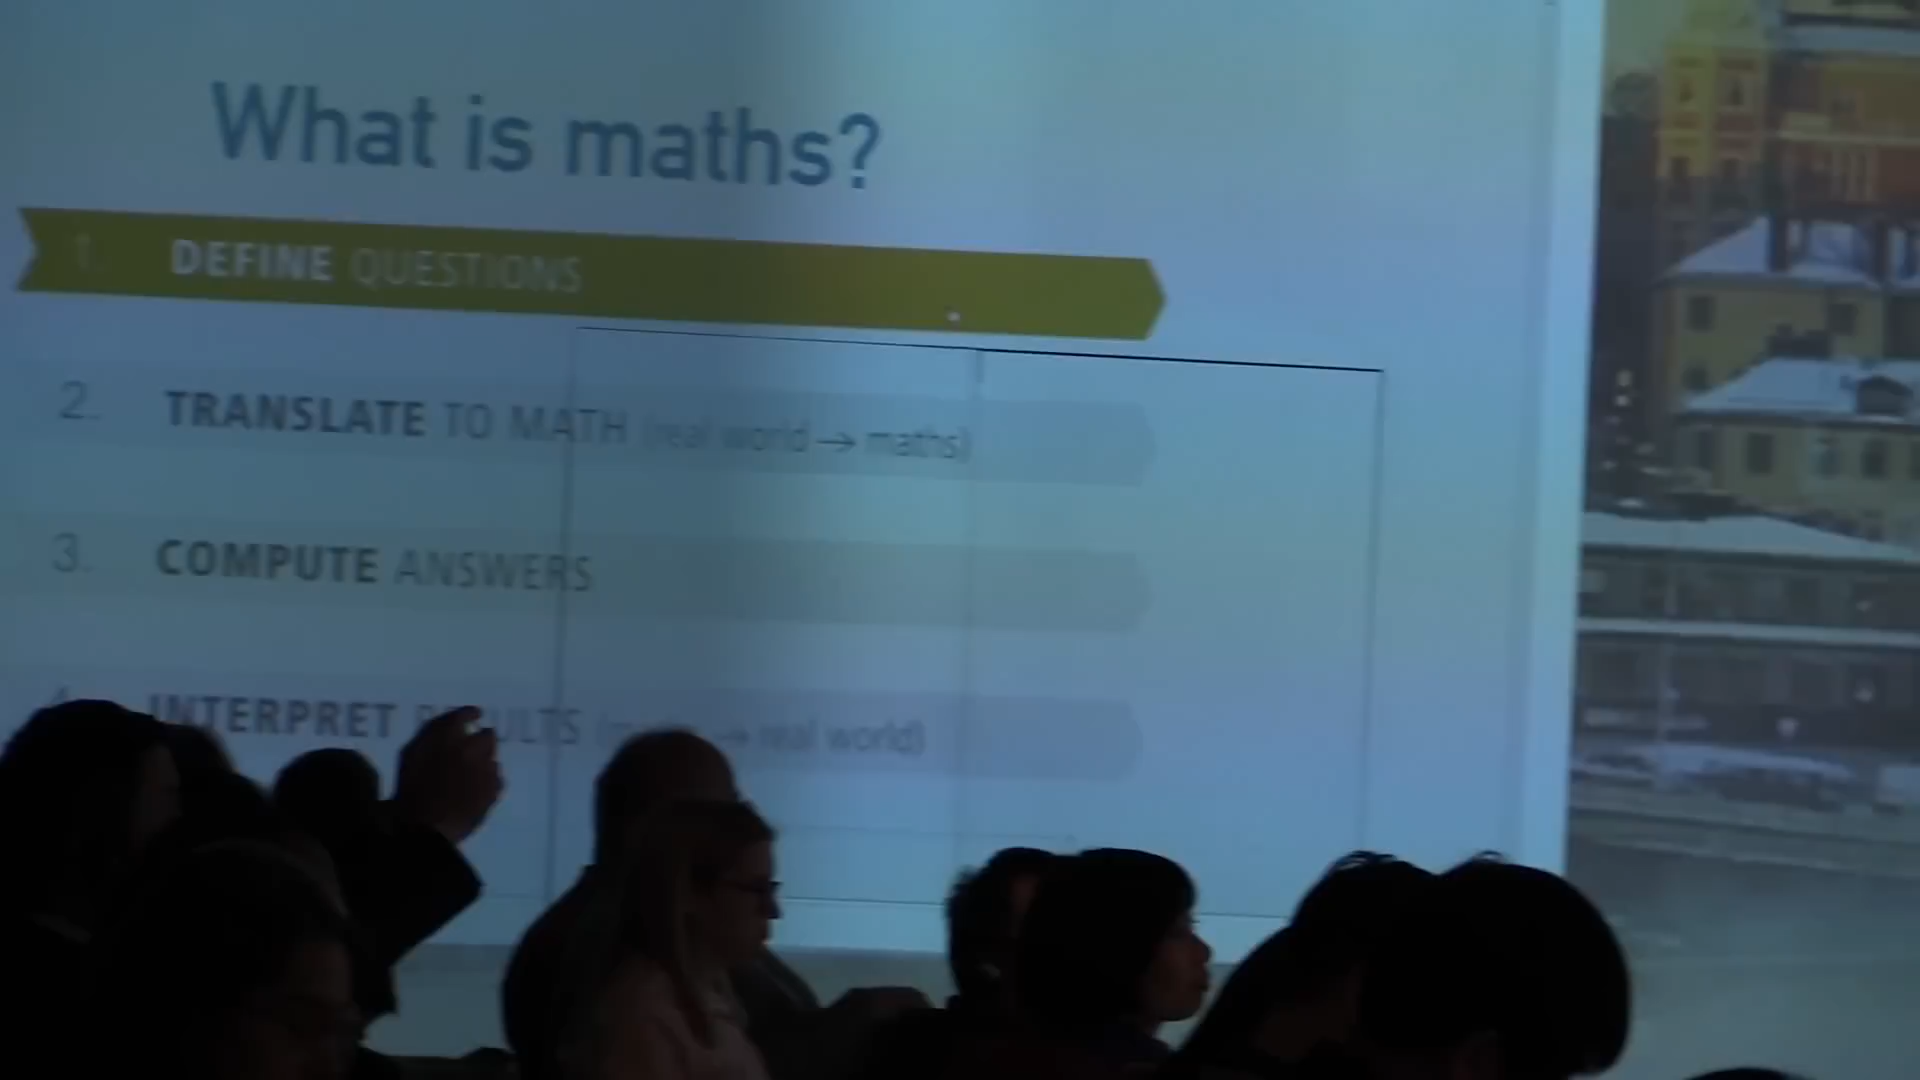 What is maths?
1. DEFINE QUESTIONS
2. TRANSLATE TO MATH (real world → maths)
3. COMPUTE ANSWERS
INTERPRET → real world)